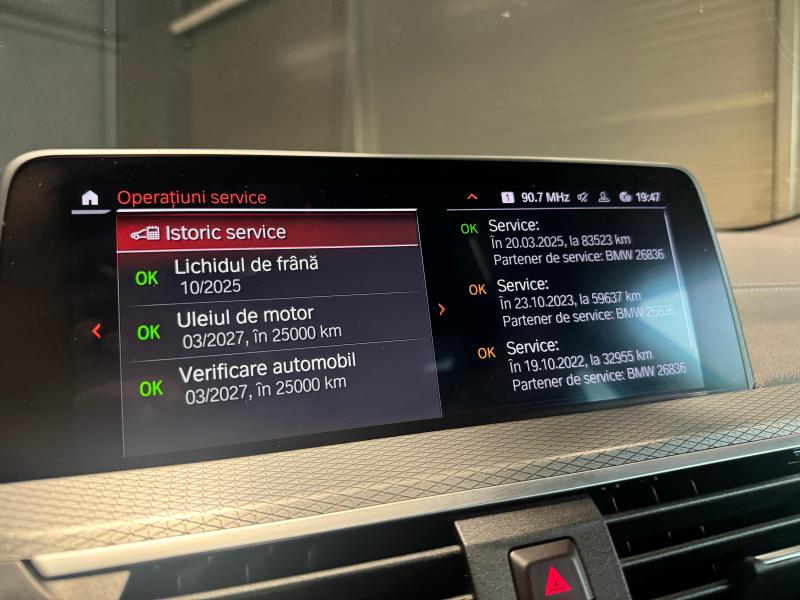 Operațiuni service
1 90.7 MHz 19:47
Istoric service
OK Lichidul de frână
10/2025
OK Uleiul de motor
03/2027, în 25000 km
OK Verificare automobil
03/2027, în 25000 km
OK Service:
În 20.03.2025, la 83523 km
Partener de service: BMW 26836
OK Service:
În 23.10.2023, la 59637 km
Partener de service: BMW 26836
OK Service:
În 19.10.2022, la 32955 km
Partener de service: BMW 26836